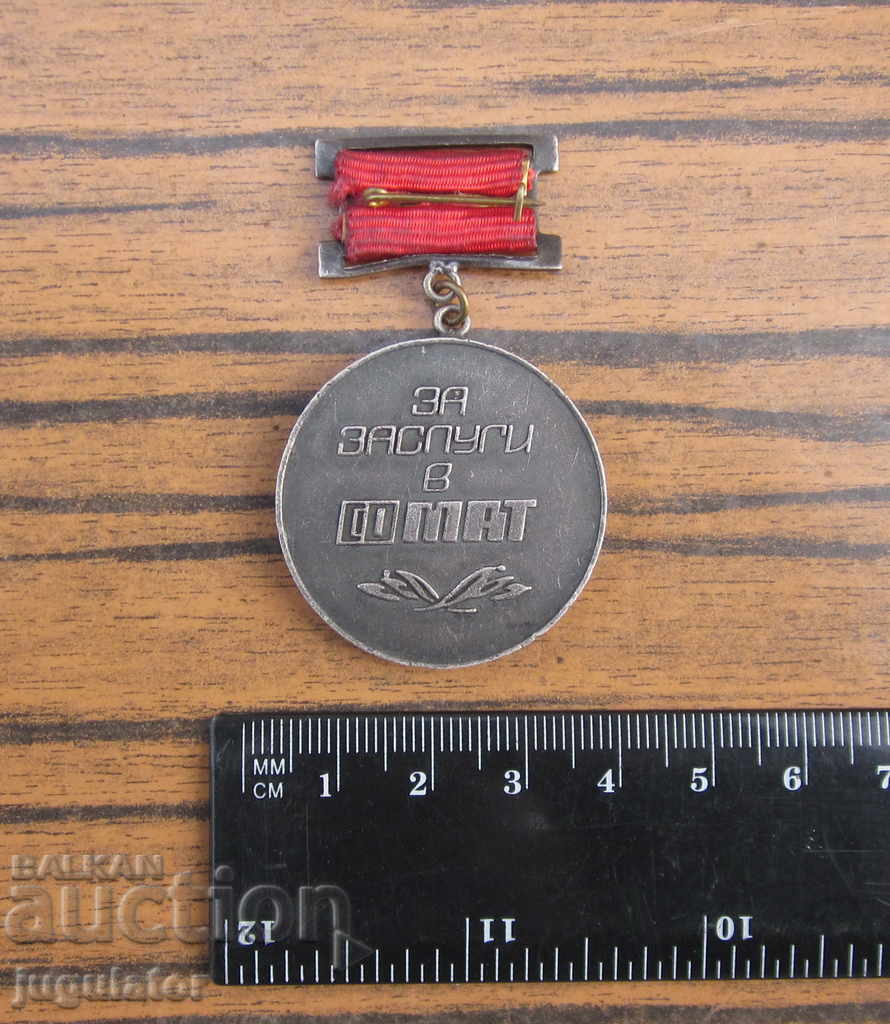 ЗА
ЗАСЛУГИ
В
СОМАТ
MM
CM
1 2 3 4 5 6 7
12 11 10
BALKAN
auction
jugulator